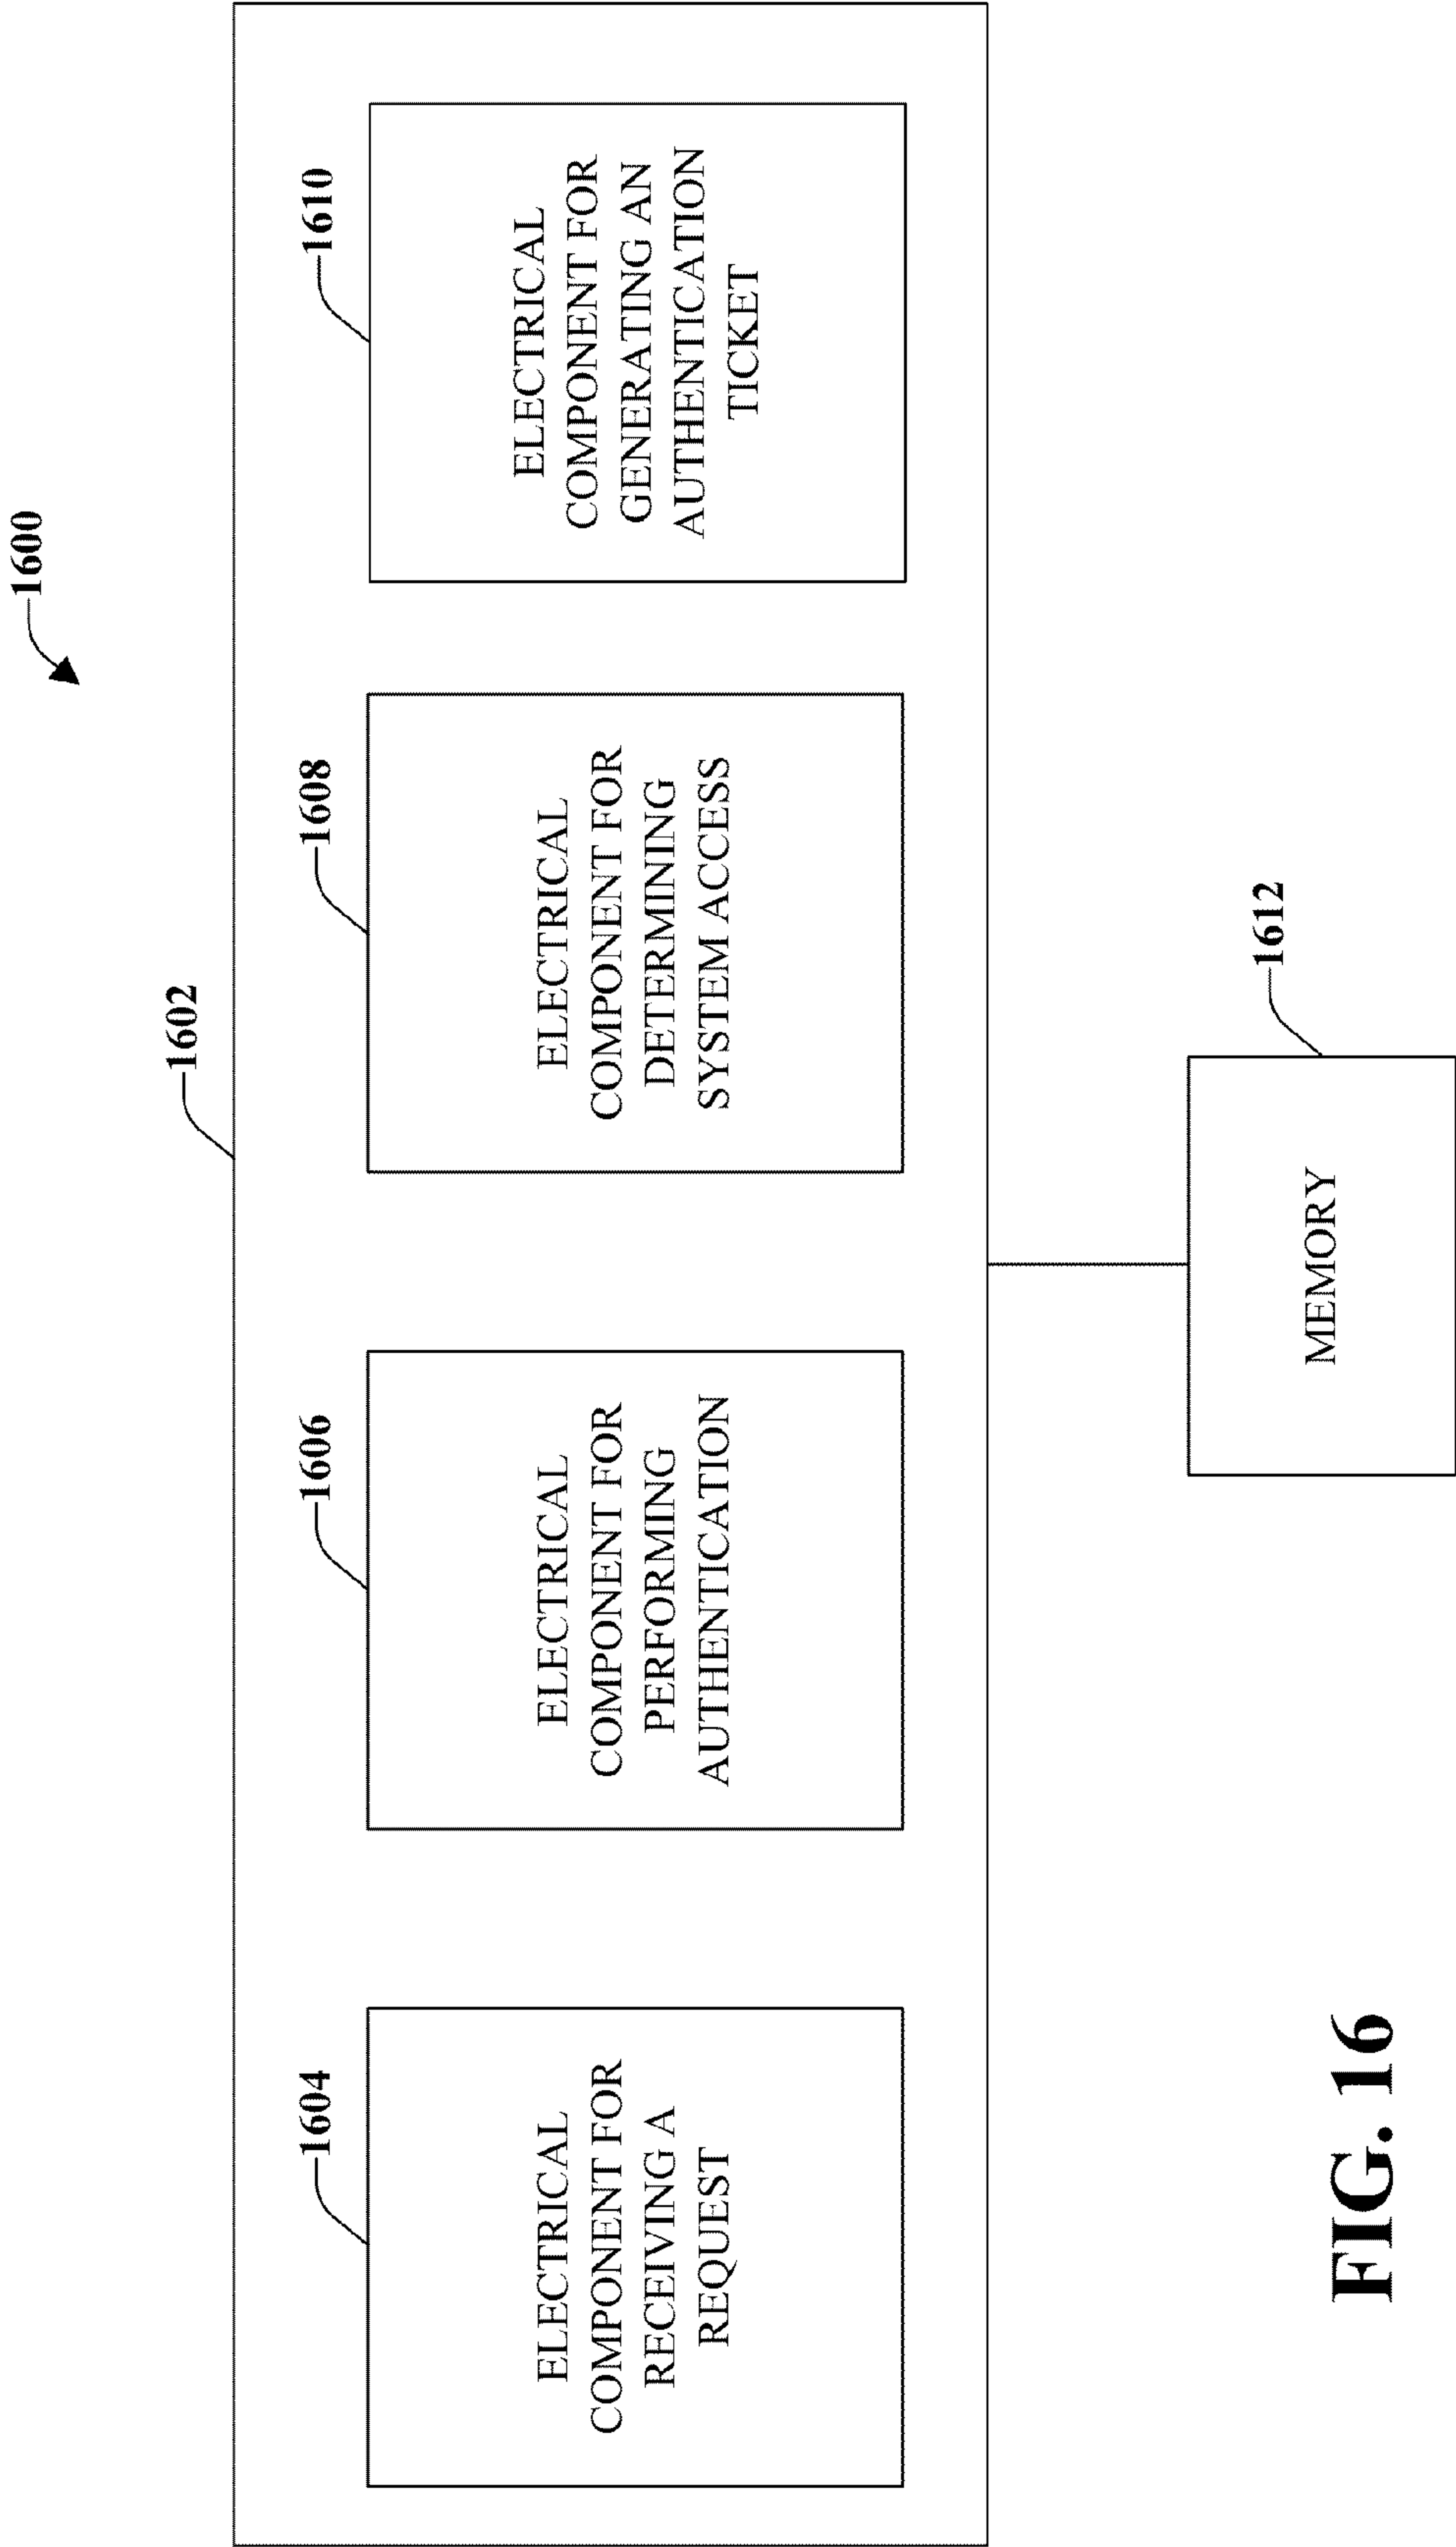 1600
1602
1604
ELECTRICAL
COMPONENT FOR
RECEIVING A
REQUEST
1606
ELECTRICAL
COMPONENT FOR
PERFORMING
AUTHENTICATION
1608
ELECTRICAL
COMPONENT FOR
DETERMINING
SYSTEM ACCESS
1610
ELECTRICAL
COMPONENT FOR
GENERATING AN
AUTHENTICATION
TICKET
1612
MEMORY
FIG. 16